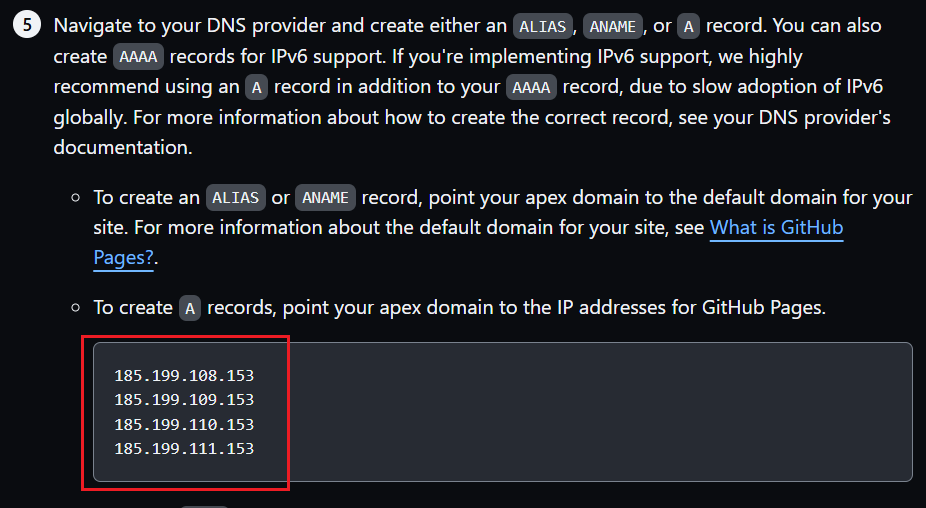 5 Navigate to your DNS provider and create either an ALIAS, ANAME, or A record. You can also
create AAAA records for IPv6 support. If you're implementing IPv6 support, we highly
recommend using an A record in addition to your AAAA record, due to slow adoption of IPv6
globally. For more information about how to create the correct record, see your DNS provider's
documentation.
To create an ALIAS or ANAME record, point your apex domain to the default domain for your
site. For more information about the default domain for your site, see What is GitHub
Pages?.
To create A records, point your apex domain to the IP addresses for GitHub Pages.
185.199.108.153
185.199.109.153
185.199.110.153
185.199.111.153